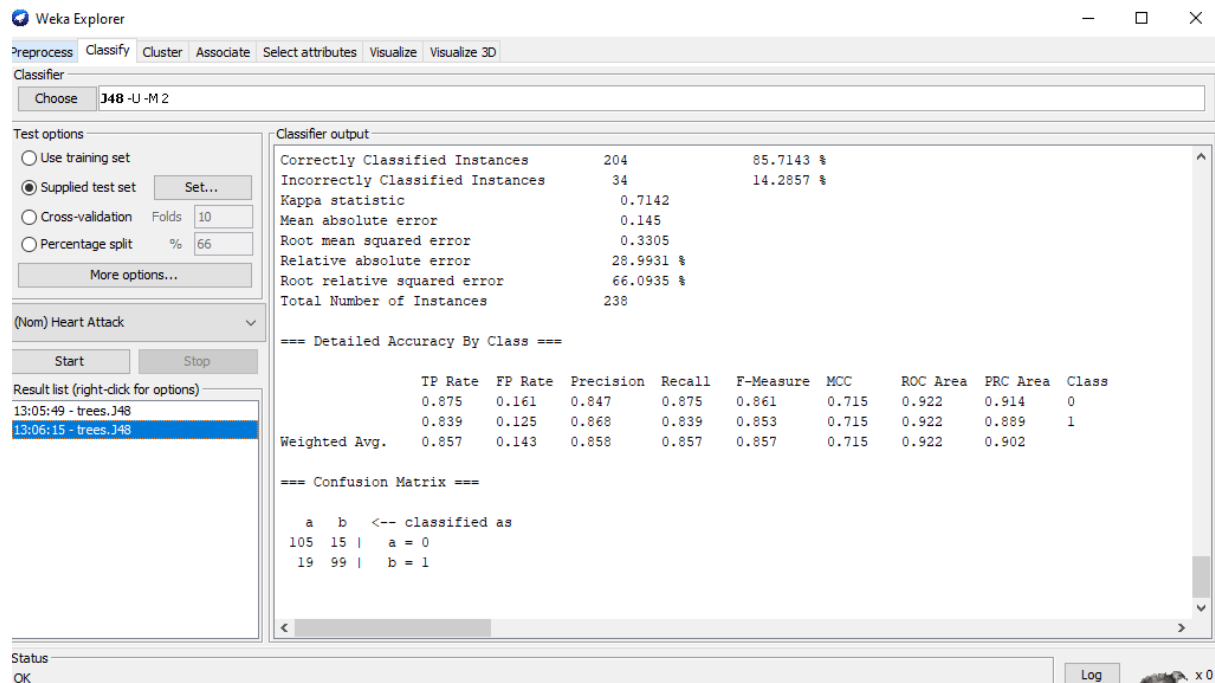 Weka Explorer
Preprocess Classify Cluster Associate Select attributes Visualize Visualize 3D
Classifier
Choose J48 -U -M 2
Test options
Use training set
Supplied test set Set...
Cross-validation Folds 10
Percentage split % 66
More options...
(Nom) Heart Attack
Start Stop
Result list (right-click for options)
13:05:49 - trees.J48
13:06:15 - trees.J48
Classifier output
Correctly Classified Instances 204 85.7143 %
Incorrectly Classified Instances 34 14.2857 %
Kappa statistic 0.7142
Mean absolute error 0.145
Root mean squared error 0.3305
Relative absolute error 28.9931 %
Root relative squared error 66.0935 %
Total Number of Instances 238
=== Detailed Accuracy By Class ===
TP Rate FP Rate Precision Recall F-Measure MCC ROC Area PRC Area Class
0.875 0.161 0.847 0.875 0.861 0.715 0.922 0.914 0
0.839 0.125 0.868 0.839 0.853 0.715 0.922 0.889 1
Weighted Avg. 0.857 0.143 0.858 0.857 0.857 0.715 0.922 0.902
=== Confusion Matrix ===
a b <-- classified as
105 15 | a = 0
19 99 | b = 1
Status
OK
Log x 0